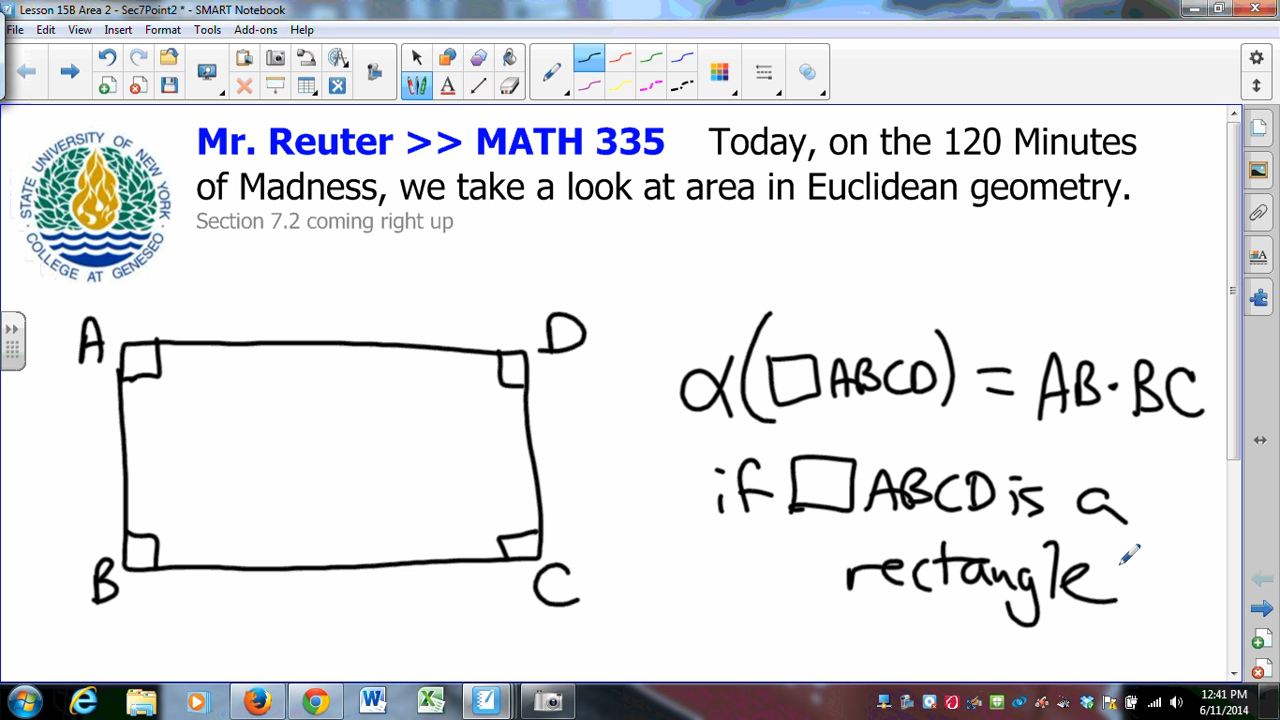 Lesson 15B Area 2 - Sec7Point2 * - SMART Notebook
File Edit View Insert Format Tools Add-ons Help
STATE UNIVERSITY OF NEW YORK
COLLEGE AT GENESEO
Mr. Reuter >> MATH 335 Today, on the 120 Minutes
of Madness, we take a look at area in Euclidean geometry.
Section 7.2 coming right up
A D
B C
α(□ABCD) = AB·BC
if □ABCD is a
rectangle
12:41 PM
6/11/2014